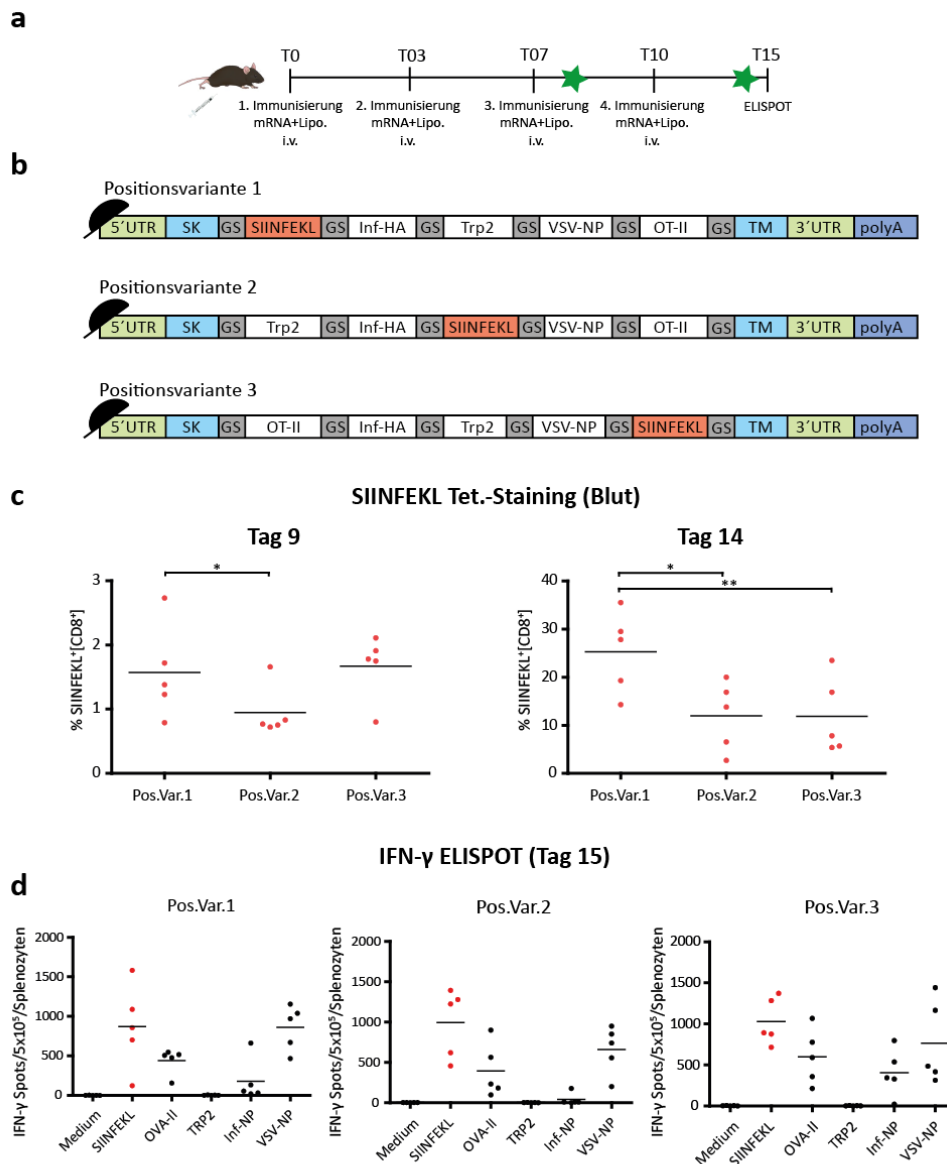 a
T0 T03 T07 T10 T15
1. Immunisierung 2. Immunisierung 3. Immunisierung 4. Immunisierung ELISPOT
mRNA+Lipo. mRNA+Lipo. mRNA+Lipo. mRNA+Lipo.
i.v. i.v. i.v. i.v.
b
Positionsvariante 1
5´UTR SK GS SIINFEKL GS Inf-HA GS Trp2 GS VSV-NP GS OT-II GS TM 3´UTR polyA
Positionsvariante 2
5´UTR SK GS Trp2 GS Inf-HA GS SIINFEKL GS VSV-NP GS OT-II GS TM 3´UTR polyA
Positionsvariante 3
5´UTR SK GS OT-II GS Inf-HA GS Trp2 GS VSV-NP GS SIINFEKL GS TM 3´UTR polyA
c
SIINFEKL Tet.-Staining (Blut)
Tag 9
% SIINFEKL⁺[CD8⁺]
3
2
1
0
*
Pos.Var.1 Pos.Var.2 Pos.Var.3
Tag 14
% SIINFEKL⁺[CD8⁺]
40
30
20
10
0
*
**
Pos.Var.1 Pos.Var.2 Pos.Var.3
IFN-γ ELISPOT (Tag 15)
d
Pos.Var.1
IFN-γ Spots/5x10⁵/Splenozyten
2000
1500
1000
500
0
Medium SIINFEKL OVA-II TRP2 Inf-NP VSV-NP
Pos.Var.2
IFN-γ Spots/5x10⁵/Splenozyten
2000
1500
1000
500
0
Medium SIINFEKL OVA-II TRP2 Inf-NP VSV-NP
Pos.Var.3
IFN-γ Spots/5x10⁵/Splenozyten
2000
1500
1000
500
0
Medium SIINFEKL OVA-II TRP2 Inf-NP VSV-NP